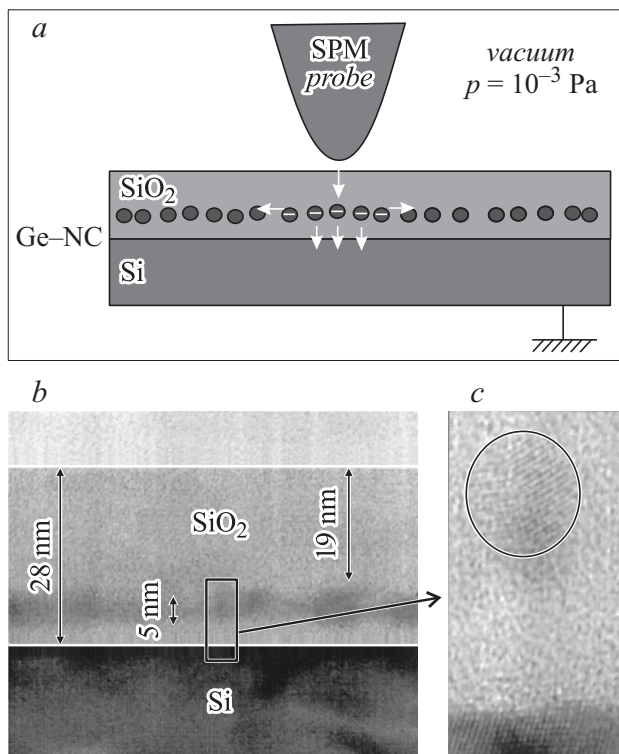 a
SPM
probe
vacuum
p = 10⁻³ Pa
SiO₂
Ge–NC
Si
b
c
28 nm
SiO₂
19 nm
5 nm
Si